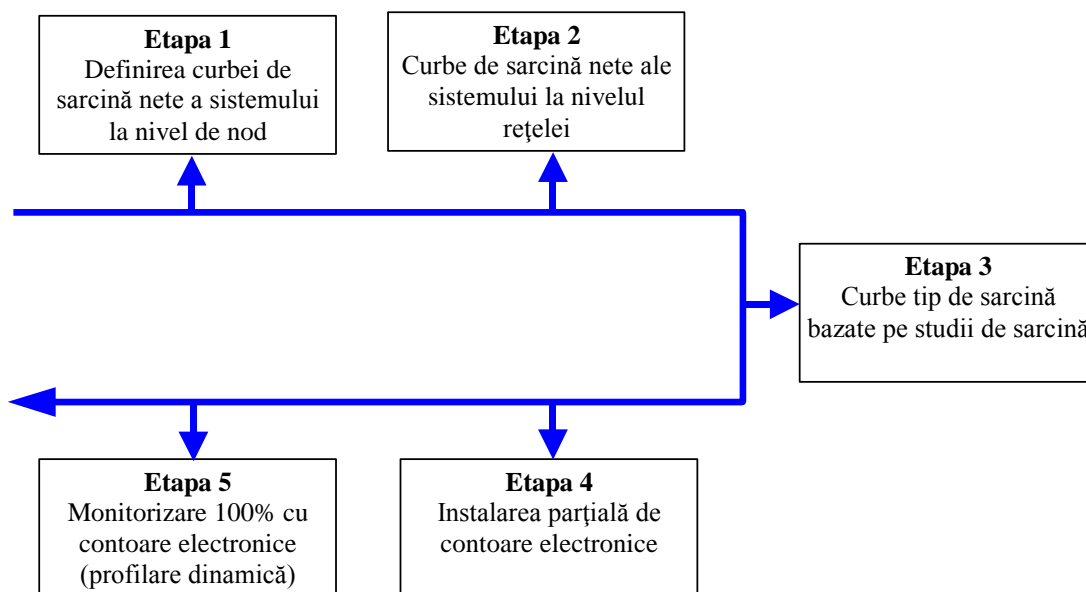 Etapa 1
Definirea curbei de
sarcină nete a sistemului
la nivel de nod
Etapa 2
Curbe de sarcină nete ale
sistemului la nivelul
reţelei
Etapa 3
Curbe tip de sarcină
bazate pe studii de sarcină
Etapa 4
Instalarea parţială de
contoare electronice
Etapa 5
Monitorizare 100% cu
contoare electronice
(profilare dinamică)